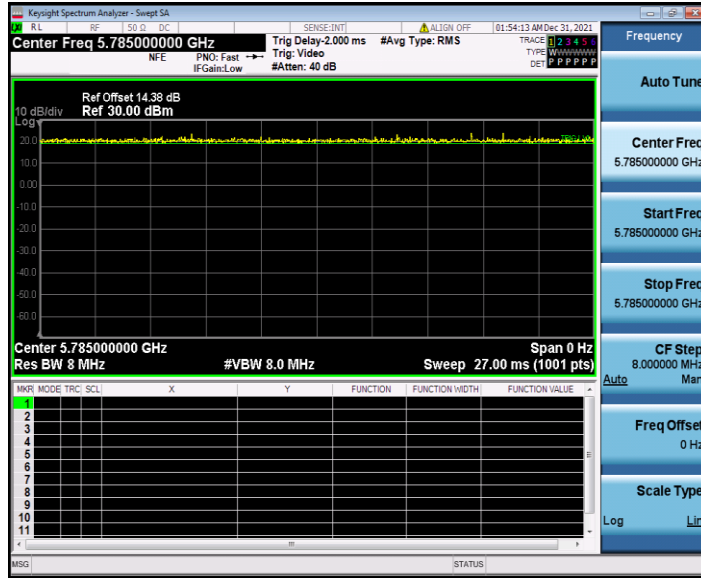 Keysight Spectrum Analyzer - Swept SA
RL RF 50 Ω DC SENSE:INT ALIGN OFF 01:54:13 AM Dec 31, 2021
Center Freq 5.785000000 GHz
NFE PNO: Fast
IFGain:Low
Trig Delay-2.000 ms
Trig: Video
#Atten: 40 dB
#Avg Type: RMS
TRACE 1 2 3 4 5 6
TYPE WWWWWW
DET P P P P P P
Ref Offset 14.38 dB
10 dB/div Ref 30.00 dBm
Log
20.0
10.0
0.00
-10.0
-20.0
-30.0
-40.0
-50.0
-60.0
Center 5.785000000 GHz Span 0 Hz
Res BW 8 MHz #VBW 8.0 MHz Sweep 27.00 ms (1001 pts)
MKR MODE TRC SCL X Y FUNCTION FUNCTION WIDTH FUNCTION VALUE
1
2
3
4
5
6
7
8
9
10
11
MSG STATUS
Frequency
Auto Tune
Center Freq
5.785000000 GHz
Start Freq
5.785000000 GHz
Stop Freq
5.785000000 GHz
CF Step
8.000000 MHz
Auto Man
Freq Offset
0 Hz
Scale Type
Log Lin